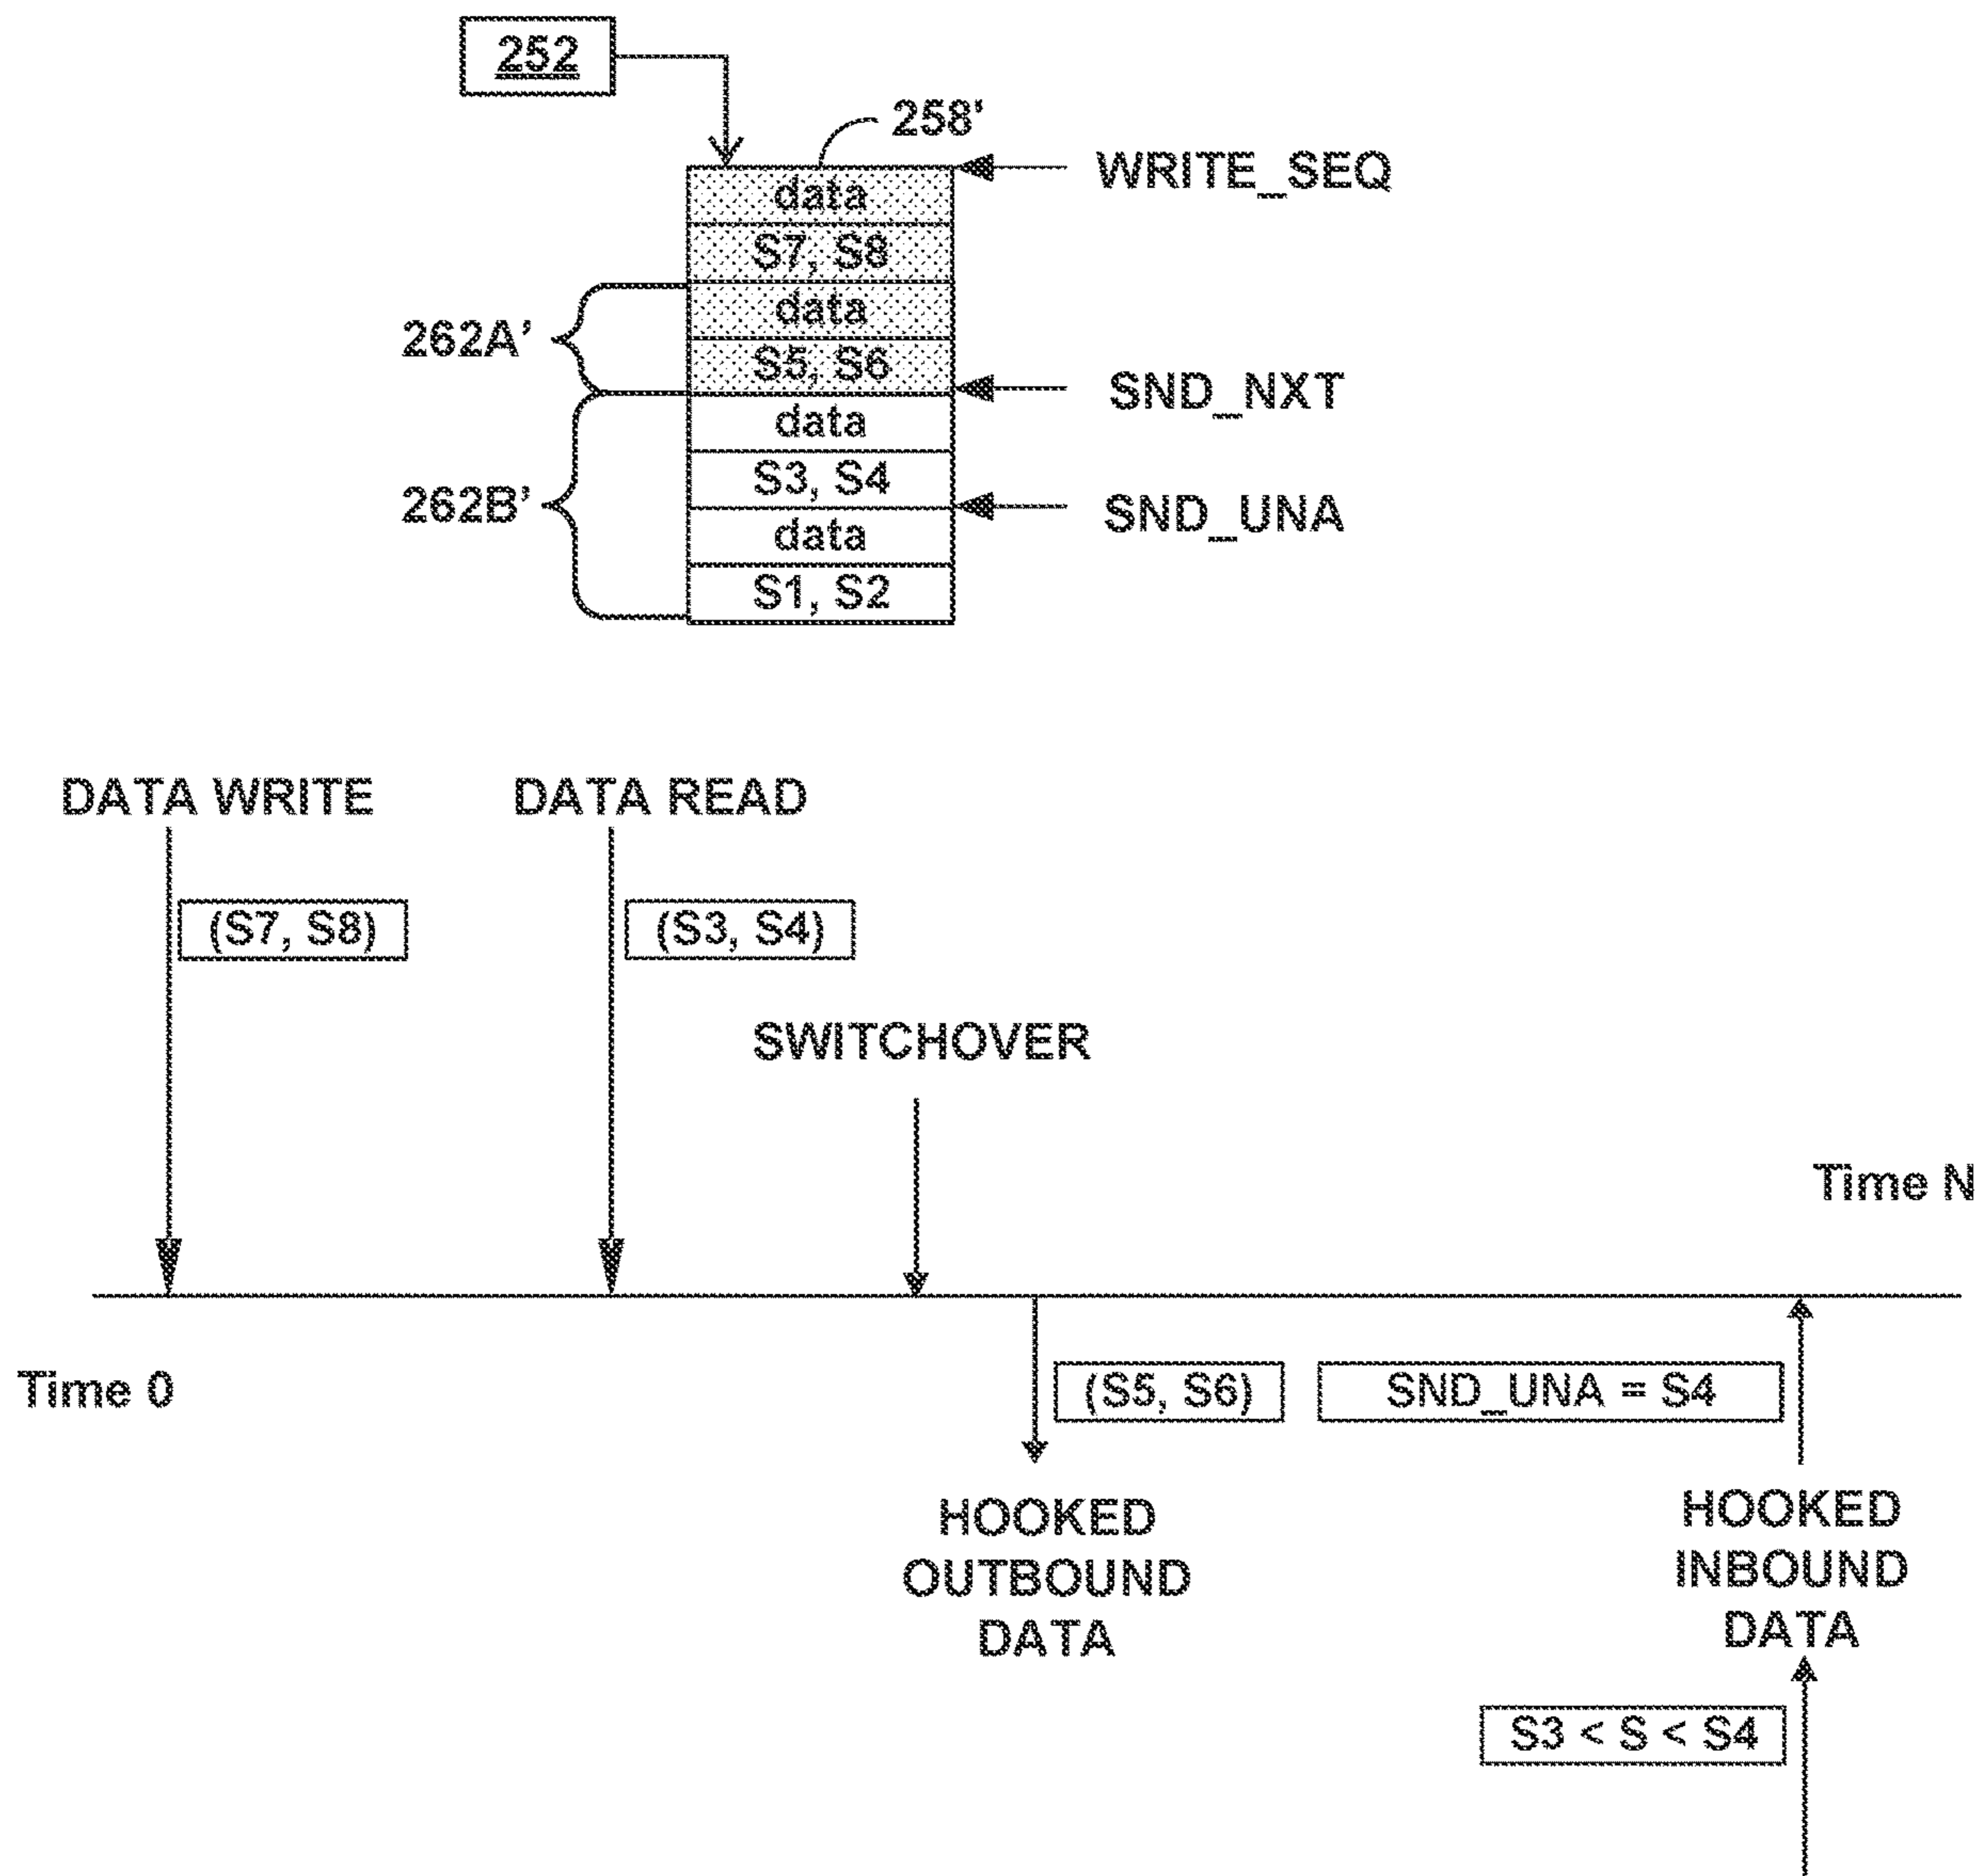 252
258'
WRITE_SEQ
data
S7, S8
data
262A’
S5, S6
SND_NXT
data
S3, S4
262B’
SND_UNA
data
S1, S2
DATA WRITE
DATA READ
(S7, S8)
(S3, S4)
SWITCHOVER
Time N
Time 0
(S5, S6)
SND_UNA = S4
HOOKED
OUTBOUND
DATA
HOOKED
INBOUND
DATA
S3 < S < S4